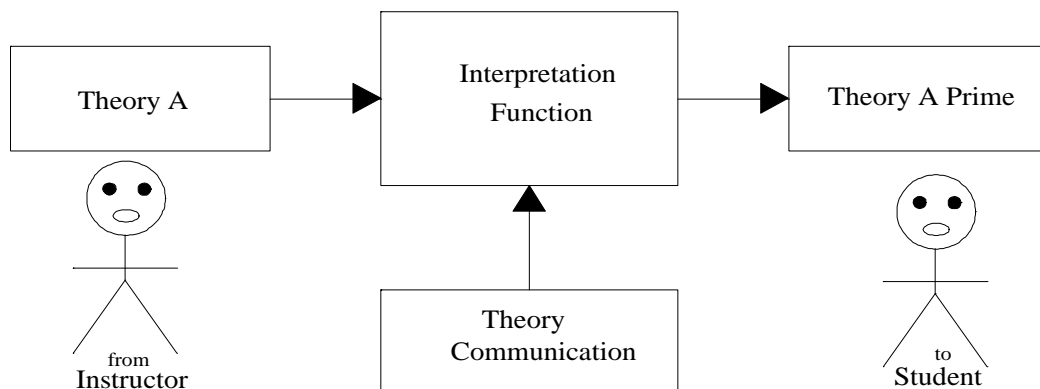 Theory A
Interpretation
Function
Theory A Prime
Theory
Communication
from
Instructor
to
Student